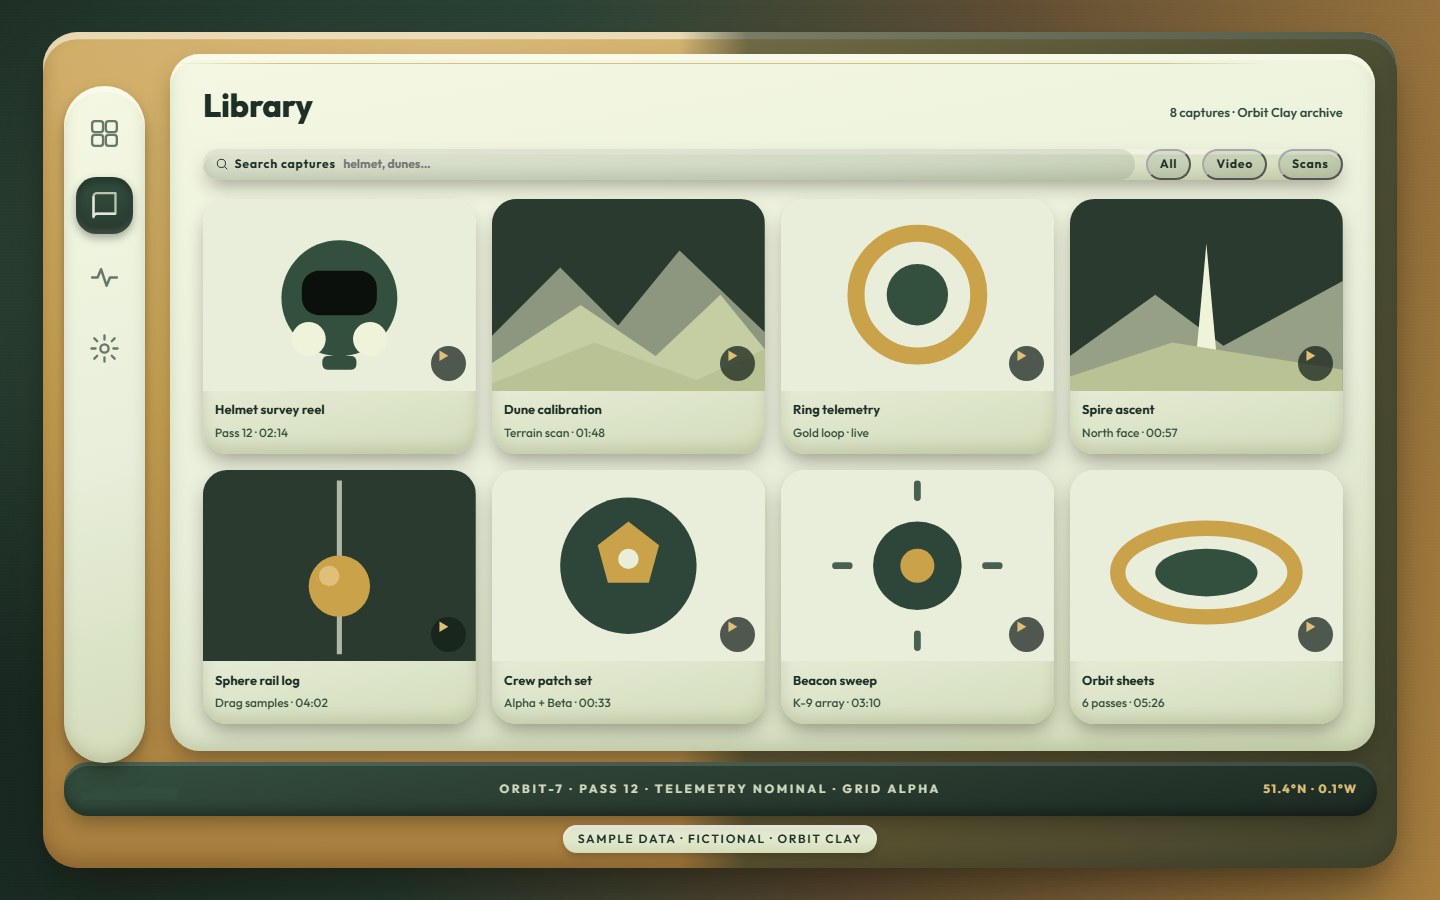 Library
8 captures · Orbit Clay archive
Search captures helmet, dunes...
All
Video
Scans
Helmet survey reel
Pass 12 · 02:14
Dune calibration
Terrain scan · 01:48
Ring telemetry
Gold loop · live
Spire ascent
North face · 00:57
Sphere rail log
Drag samples · 04:02
Crew patch set
Alpha + Beta · 00:33
Beacon sweep
K-9 array · 03:10
Orbit sheets
6 passes · 05:26
ORBIT-7 · PASS 12 · TELEMETRY NOMINAL · GRID ALPHA
51.4°N · 0.1°W
SAMPLE DATA · FICTIONAL · ORBIT CLAY